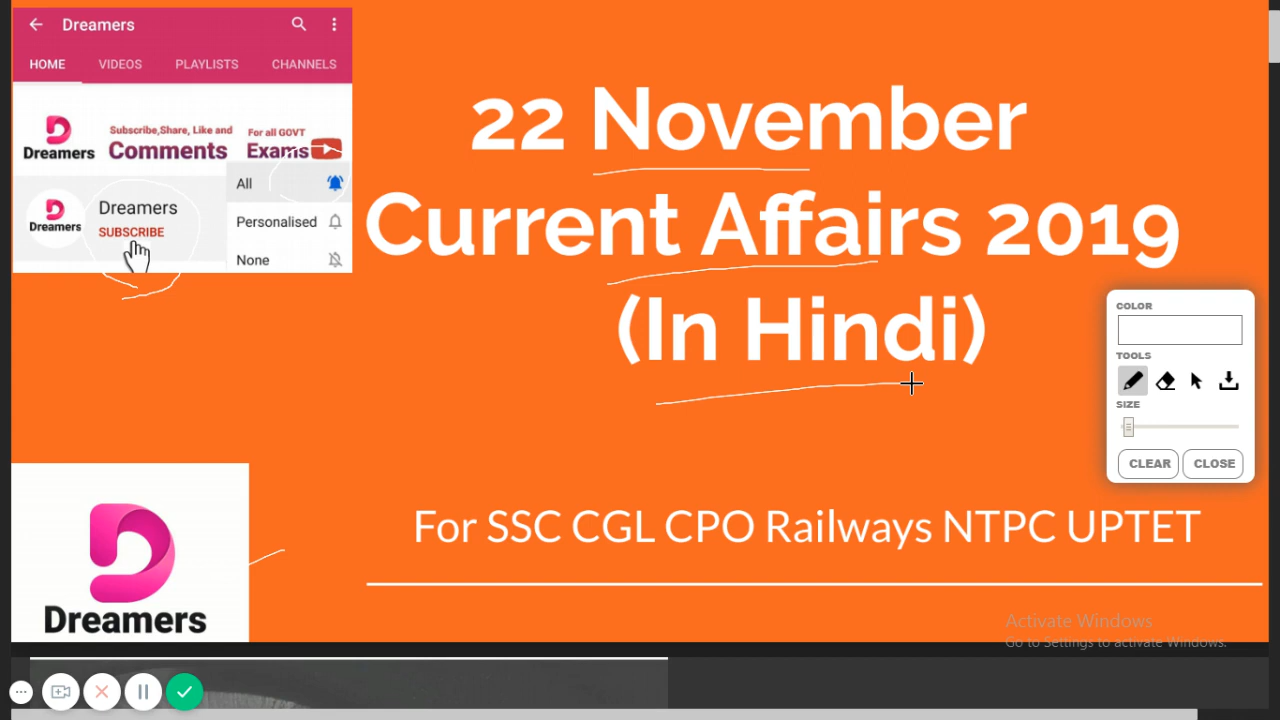 Dreamers
HOME VIDEOS PLAYLISTS CHANNELS
Dreamers
Subscribe,Share, Like and
Comments
For all GOVT
Exams
Dreamers
Dreamers
SUBSCRIBE
All
Personalised
None
22 November
Current Affairs 2019
(In Hindi)
COLOR
TOOLS
SIZE
CLEAR CLOSE
For SSC CGL CPO Railways NTPC UPTET
Dreamers
Activate Windows
Go to Settings to activate Windows.